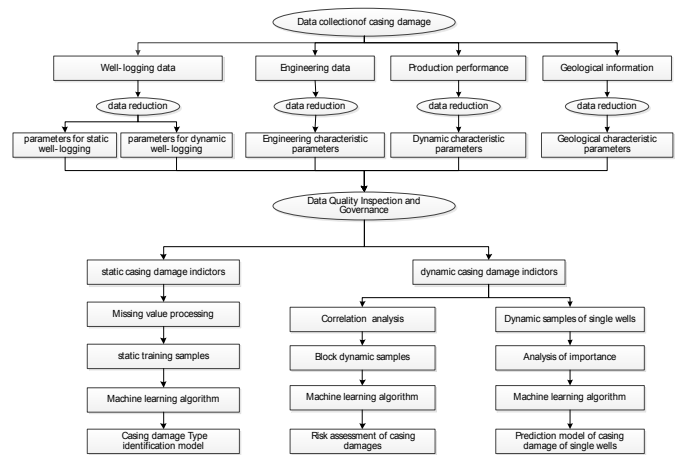 Data collectionof casing damage
Well-logging data
Engineering data
Production performance
Geological information
data reduction
data reduction
data reduction
data reduction
parameters for static
well-logging
parameters for dynamic
well-logging
Engineering characteristic
parameters
Dynamic characteristic
parameters
Geological characteristic
parameters
Data Quality Inspection and
Governance
static casing damage indictors
dynamic casing damage indictors
Missing value processing
Correlation analysis
Dynamic samples of single wells
static training samples
Block dynamic samples
Analysis of importance
Machine learning algorithm
Machine learning algorithm
Machine learning algorithm
Casing damage Type
identification model
Risk assessment of casing
damages
Prediction model of casing
damage of single wells